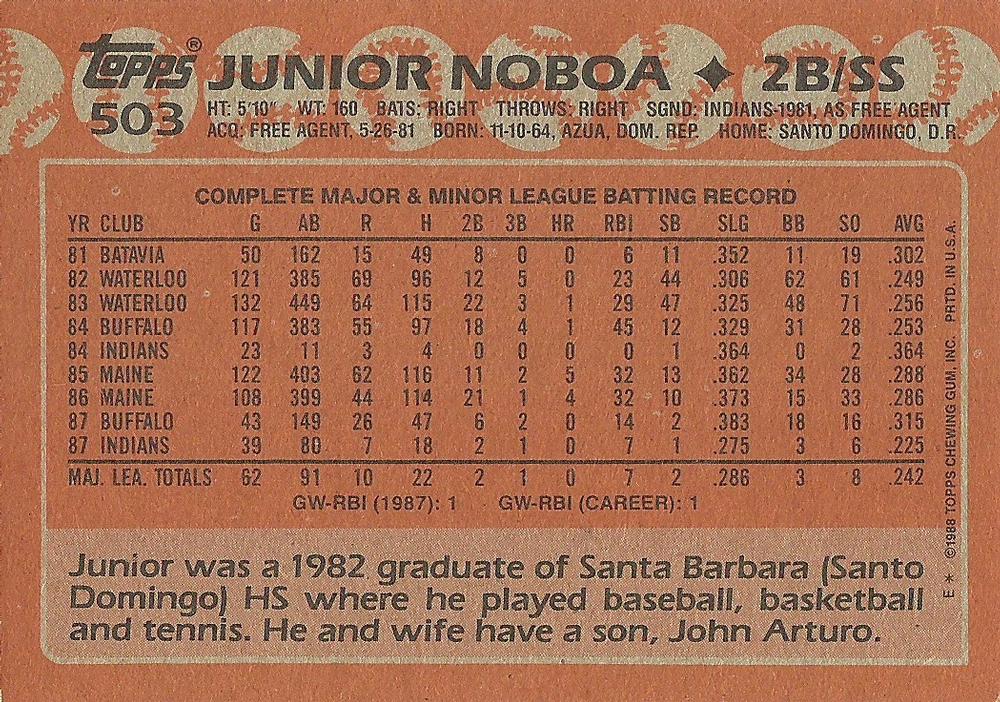 topps® JUNIOR NOBOA ✦ 2B/SS
503 HT: 5'10" WT: 160 BATS: RIGHT THROWS: RIGHT SGND: INDIANS-1981, AS FREE AGENT
ACQ: FREE AGENT, 5-26-81 BORN: 11-10-64, AZUA, DOM. REP. HOME: SANTO DOMINGO, D.R.
COMPLETE MAJOR & MINOR LEAGUE BATTING RECORD
YR CLUB G AB R H 2B 3B HR RBI SB SLG BB SO AVG
81 BATAVIA 50 162 15 49 8 0 0 6 11 .352 11 19 .302
82 WATERLOO 121 385 69 96 12 5 0 23 44 .306 62 61 .249
83 WATERLOO 132 449 64 115 22 3 1 29 47 .325 48 71 .256
84 BUFFALO 117 383 55 97 18 4 1 45 12 .329 31 28 .253
84 INDIANS 23 11 3 4 0 0 0 0 1 .364 0 2 .364
85 MAINE 122 403 62 116 11 2 5 32 13 .362 34 28 .288
86 MAINE 108 399 44 114 21 1 4 32 10 .373 15 33 .286
87 BUFFALO 43 149 26 47 6 2 0 14 2 .383 18 16 .315
87 INDIANS 39 80 7 18 2 1 0 7 1 .275 3 6 .225
MAJ. LEA. TOTALS 62 91 10 22 2 1 0 7 2 .286 3 8 .242
GW-RBI (1987): 1 GW-RBI (CAREER): 1
Junior was a 1982 graduate of Santa Barbara (Santo
Domingo) HS where he played baseball, basketball
and tennis. He and wife have a son, John Arturo.
E * ©1988 TOPPS CHEWING GUM, INC. PRTD. IN U.S.A.